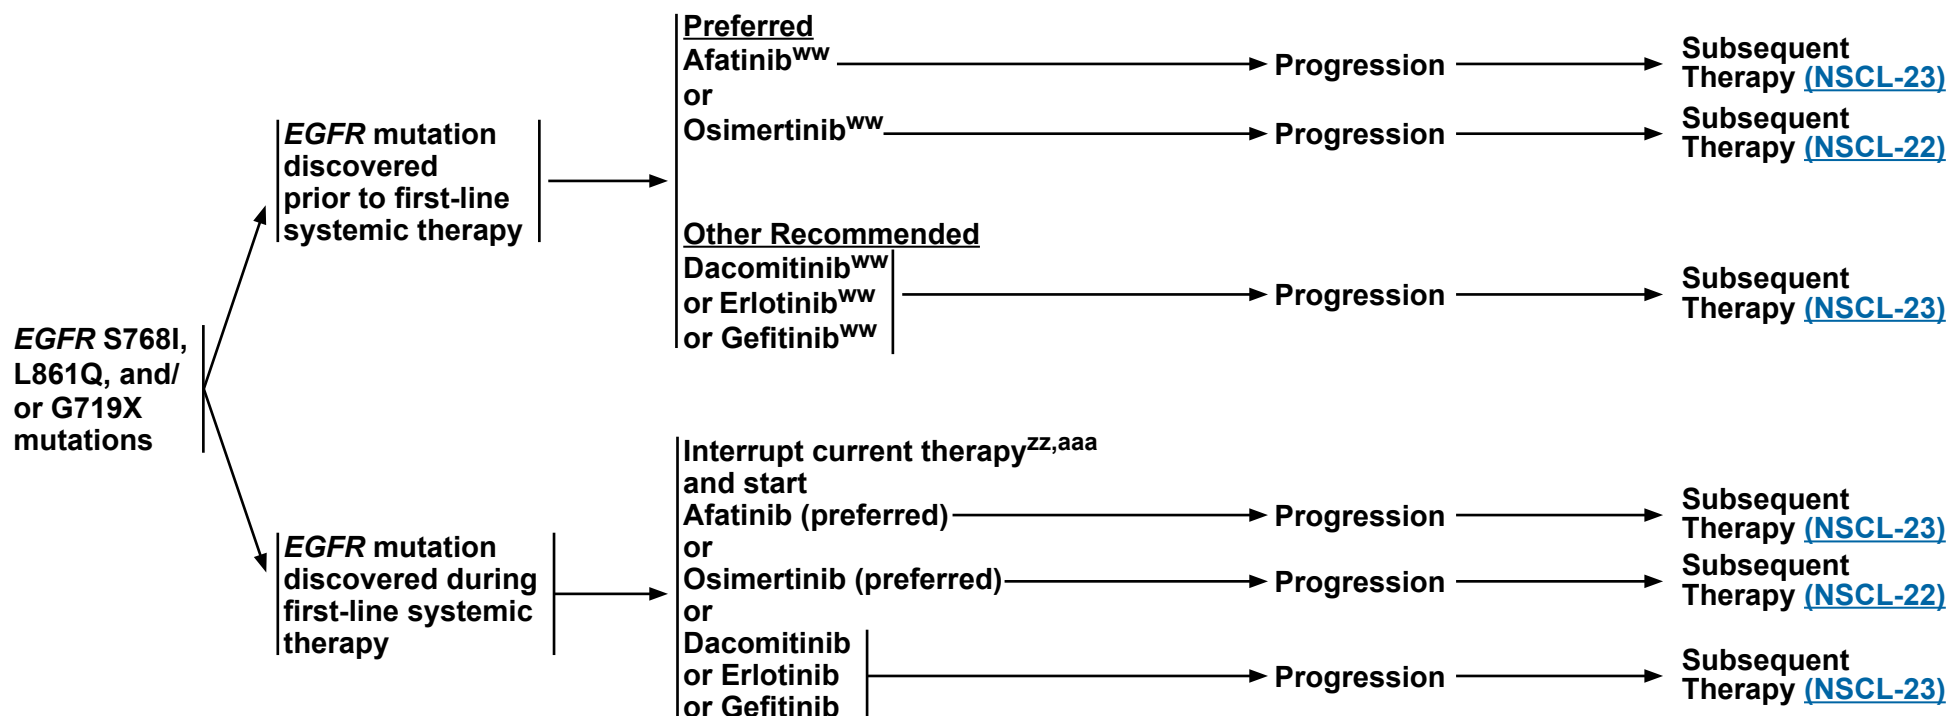 EGFR S768I,
L861Q, and/
or G719X
mutations
EGFR mutation
discovered
prior to first-line
systemic therapy
Preferred
Afatinibww
or
Osimertinibww
Progression
Subsequent
Therapy (NSCL-23)
Progression
Subsequent
Therapy (NSCL-22)
Other Recommended
Dacomitinibww
or Erlotinibww
or Gefitinibww
Progression
Subsequent
Therapy (NSCL-23)
EGFR mutation
discovered during
first-line systemic
therapy
Interrupt current therapyzz,aaa
and start
Afatinib (preferred)
or
Osimertinib (preferred)
or
Dacomitinib
or Erlotinib
or Gefitinib
Progression
Subsequent
Therapy (NSCL-23)
Progression
Subsequent
Therapy (NSCL-22)
Progression
Subsequent
Therapy (NSCL-23)